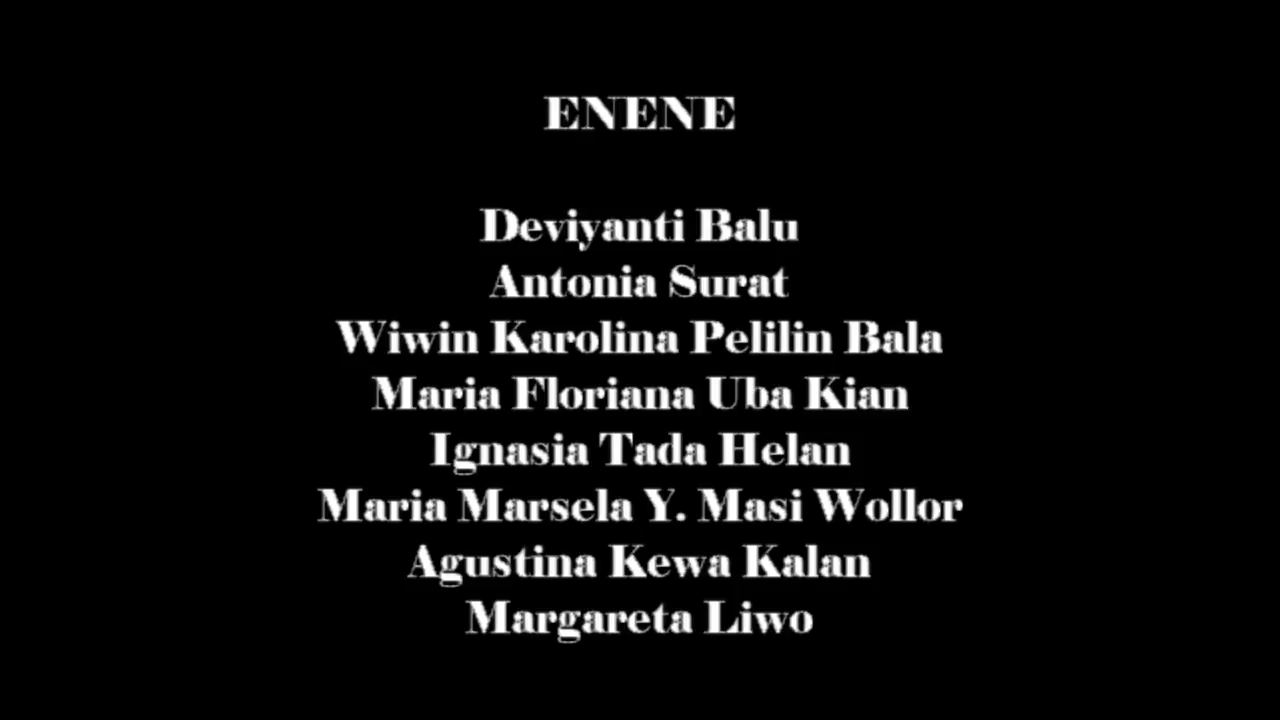 ENENE
Deviyanti Balu
Antonia Surat
Wiwin Karolina Pelilin Bala
Maria Floriana Uba Kian
Ignasia Tada Helan
Maria Marsela Y. Masi Wollor
Agustina Kewa Kalan
Margareta Liwo